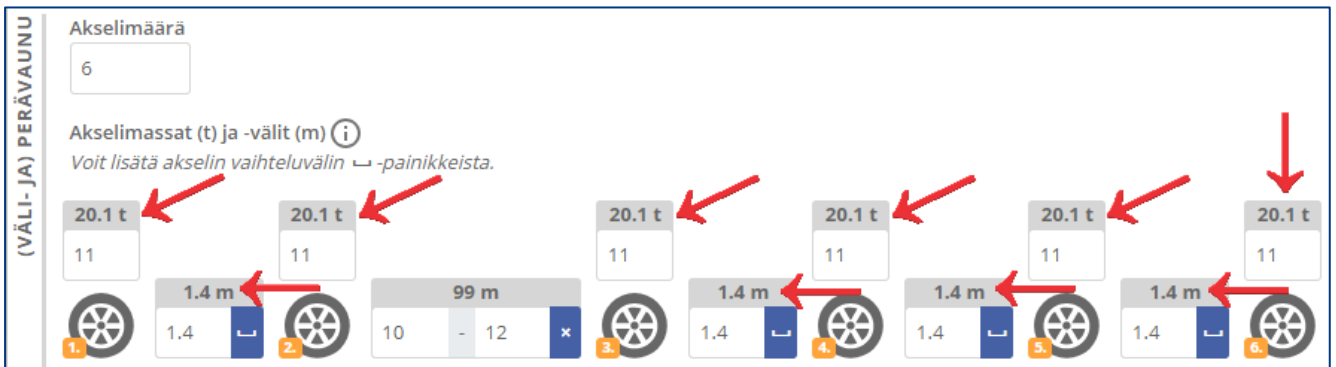 (VÄLI- JA) PERÄVAUNU
Akselimäärä
6
Akselimassat (t) ja -välit (m) i
Voit lisätä akselin vaihteluvälin ⎵ -painikkeista.
20.1 t 20.1 t 20.1 t 20.1 t 20.1 t 20.1 t
11 11 11 11 11 11
1.4 m 99 m 1.4 m 1.4 m 1.4 m
1.4 ⎵ 10 - 12 × 1.4 ⎵ 1.4 ⎵ 1.4 ⎵
1. 2. 3. 4. 5. 6.